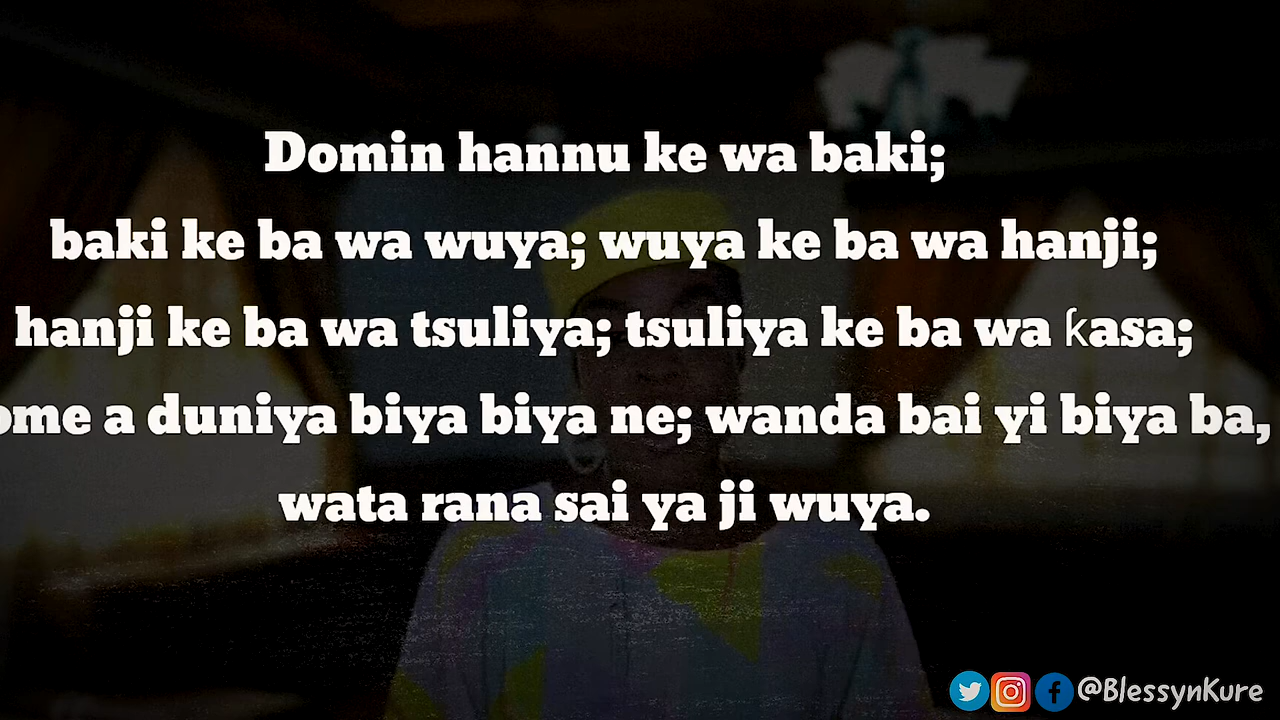 Domin hannu ke wa baki;
baki ke ba wa wuya; wuya ke ba wa hanji;
hanji ke ba wa tsuliya; tsuliya ke ba wa ƙasa;
ome a duniya biya biya ne; wanda bai yi biya ba,
wata rana sai ya ji wuya.
@BlessynKure